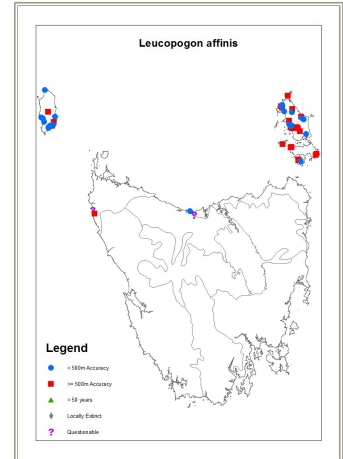 Leucopogon affinis
Legend
< 500m Accuracy
>= 500m Accuracy
> 50 years
Locally Extinct
Questionable